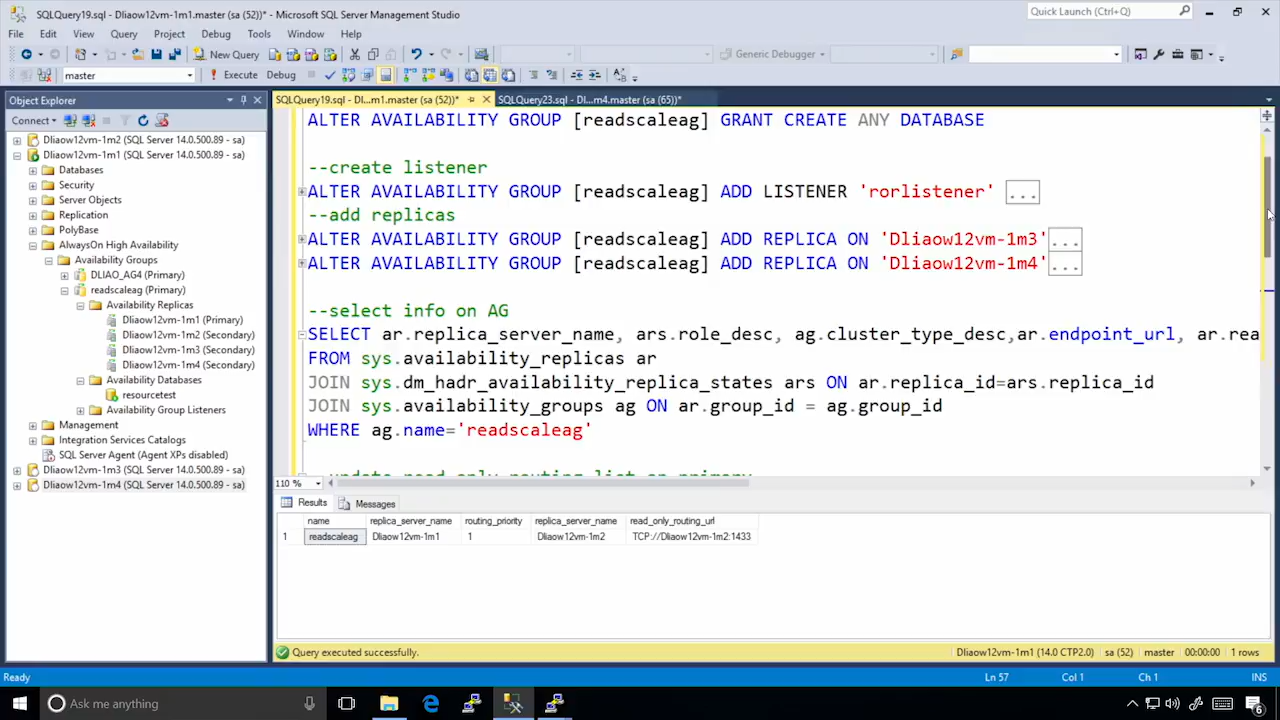 SQLQuery19.sql - Dliaow12vm-1m1.master (sa (52))* - Microsoft SQL Server Management Studio
Quick Launch (Ctrl+Q)
File Edit View Query Project Debug Tools Window Help
New Query
Generic Debugger
master
Execute Debug
Object Explorer
SQLQuery19.sql - DI...m1.master (sa (52))*
SQLQuery23.sql - DI...m4.master (sa (65))*
Connect
Dliaow12vm-1m2 (SQL Server 14.0.500.89 - sa)
Dliaow12vm-1m1 (SQL Server 14.0.500.89 - sa)
Databases
Security
Server Objects
Replication
PolyBase
AlwaysOn High Availability
Availability Groups
DLIAO_AG4 (Primary)
readscaleag (Primary)
Availability Replicas
Dliaow12vm-1m1 (Primary)
Dliaow12vm-1m2 (Secondary)
Dliaow12vm-1m3 (Secondary)
Dliaow12vm-1m4 (Secondary)
Availability Databases
resourcetest
Availability Group Listeners
Management
Integration Services Catalogs
SQL Server Agent (Agent XPs disabled)
Dliaow12vm-1m3 (SQL Server 14.0.500.89 - sa)
Dliaow12vm-1m4 (SQL Server 14.0.500.89 - sa)
ALTER AVAILABILITY GROUP [readscaleag] GRANT CREATE ANY DATABASE
--create listener
ALTER AVAILABILITY GROUP [readscaleag] ADD LISTENER 'rorlistener' ...
--add replicas
ALTER AVAILABILITY GROUP [readscaleag] ADD REPLICA ON 'Dliaow12vm-1m3'...
ALTER AVAILABILITY GROUP [readscaleag] ADD REPLICA ON 'Dliaow12vm-1m4'...
--select info on AG
SELECT ar.replica_server_name, ars.role_desc, ag.cluster_type_desc,ar.endpoint_url, ar.rea
FROM sys.availability_replicas ar
JOIN sys.dm_hadr_availability_replica_states ars ON ar.replica_id=ars.replica_id
JOIN sys.availability_groups ag ON ar.group_id = ag.group_id
WHERE ag.name='readscaleag'
update read only routing list on primary
110 %
Results Messages
name replica_server_name routing_priority replica_server_name read_only_routing_url
1 readscaleag Dliaow12vm-1m1 1 Dliaow12vm-1m2 TCP://Dliaow12vm-1m2:1433
Query executed successfully. Dliaow12vm-1m1 (14.0 CTP2.0) sa (52) master 00:00:00 1 rows
Ready Ln 57 Col 1 Ch 1 INS
Ask me anything
6